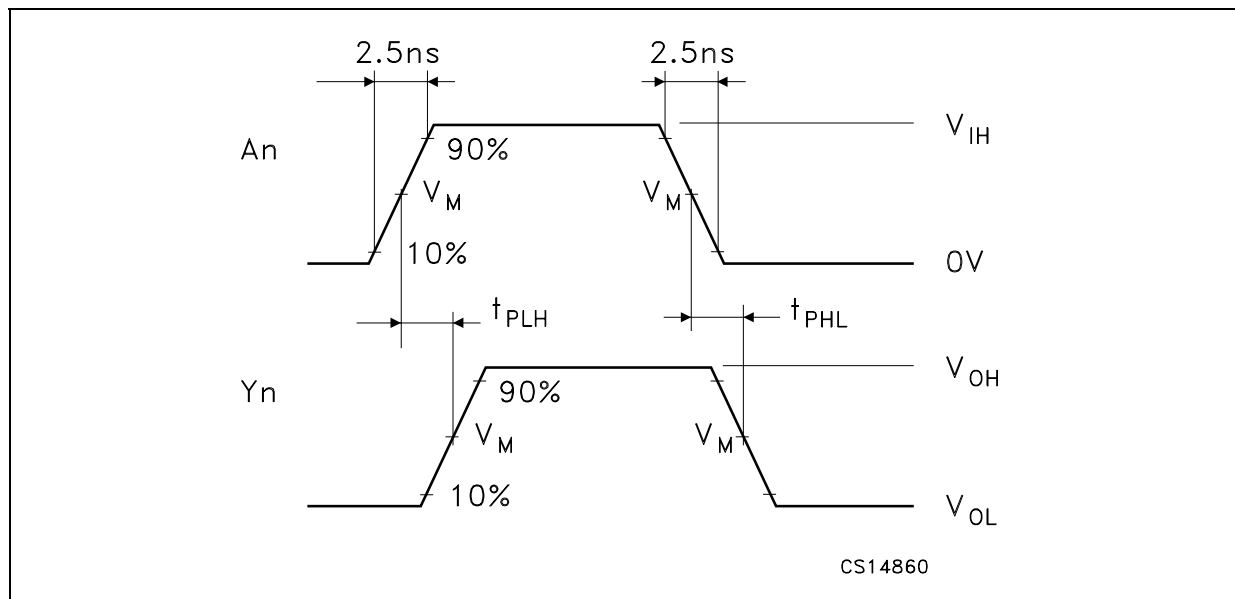 2.5ns 2.5ns
An
90%
V_IH
V_M V_M
10%
0V
t_PLH t_PHL
Yn
90%
V_OH
V_M V_M
10%
V_OL
CS14860